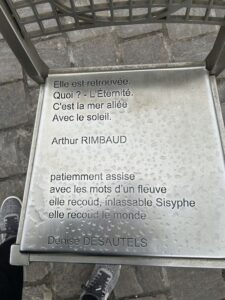 Elle est retrouvée.
Quoi ? - L'Éternité.
C'est la mer allée
Avec le soleil.
Arthur RIMBAUD
patiemment assise
avec les mots d'un fleuve
elle recoud, inlassable Sisyphe
elle recoud le monde
Denise DESAUTELS